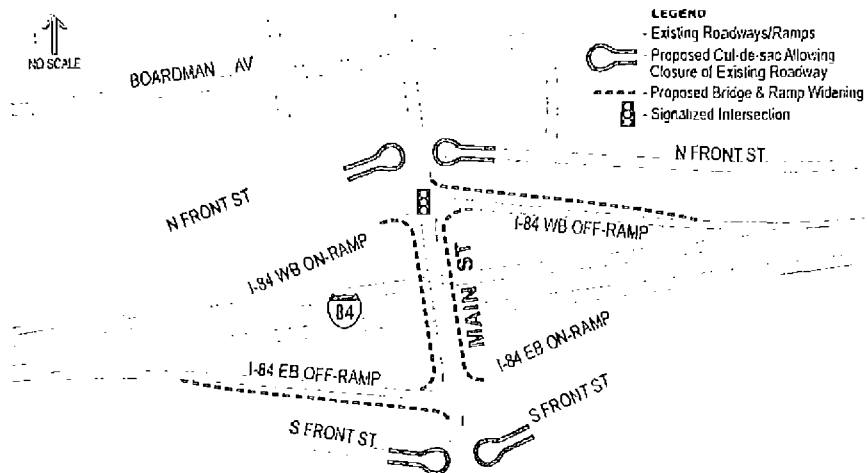 LEGEND
- Existing Roadways/Ramps
- Proposed Cul-de-sac Allowing
Closure of Existing Roadway
- Proposed Bridge & Ramp Widening
- Signalized Intersection
NO SCALE
BOARDMAN AV
N FRONT ST
N FRONT ST
I-84 WB OFF-RAMP
I-84 WB ON-RAMP
MAIN ST
84
I-84 EB ON-RAMP
I-84 EB OFF-RAMP
S FRONT ST
S FRONT ST